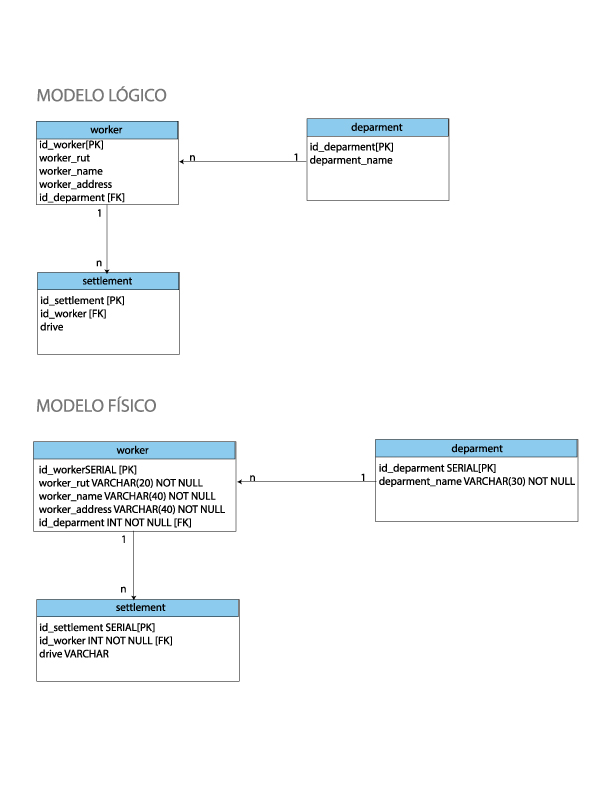 MODELO LÓGICO
worker
id_worker[PK]
worker_rut
worker_name
worker_address
id_deparment [FK]
n
1
deparment
id_deparment[PK]
deparment_name
1
n
settlement
id_settlement [PK]
id_worker [FK]
drive
MODELO FÍSICO
worker
id_workerSERIAL [PK]
worker_rut VARCHAR(20) NOT NULL
worker_name VARCHAR(40) NOT NULL
worker_address VARCHAR(40) NOT NULL
id_deparment INT NOT NULL [FK]
n
1
deparment
id_deparment SERIAL[PK]
deparment_name VARCHAR(30) NOT NULL
1
n
settlement
id_settlement SERIAL[PK]
id_worker INT NOT NULL [FK]
drive VARCHAR